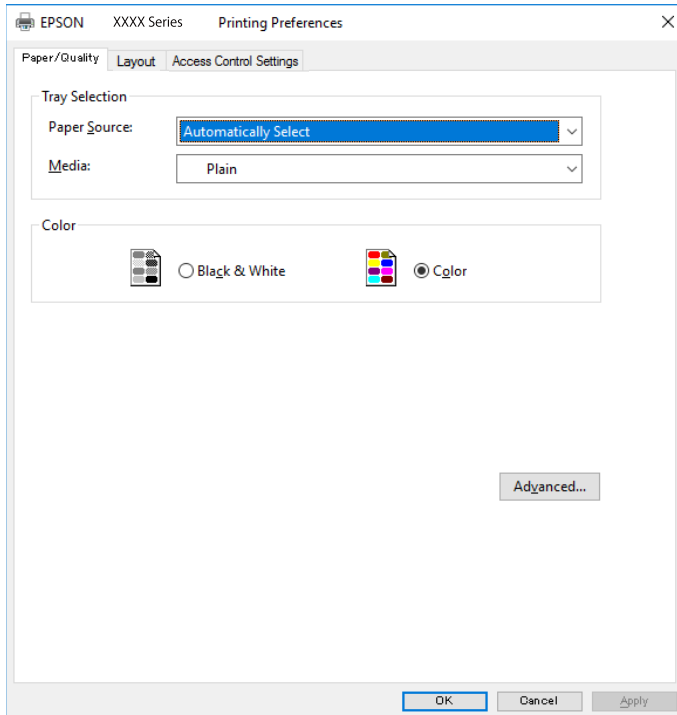 EPSON XXXX Series Printing Preferences
Paper/Quality Layout Access Control Settings
Tray Selection
Paper Source: Automatically Select
Media: Plain
Color
Black & White Color
Advanced...
OK Cancel Apply